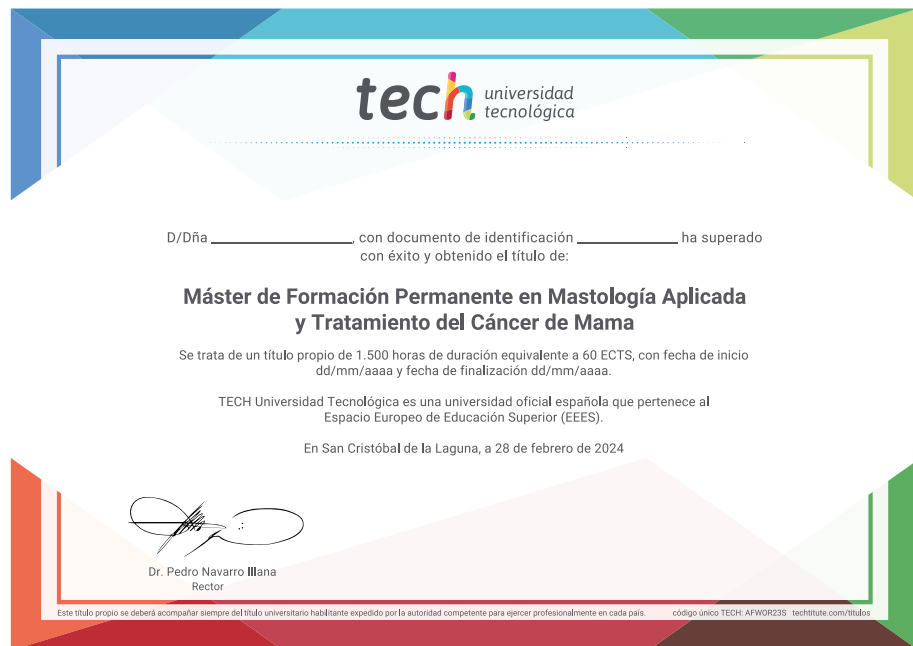 tech universidad
tecnológica
D/Dña ____________________, con documento de identificación ______________ ha superado
con éxito y obtenido el título de:
Máster de Formación Permanente en Mastología Aplicada
y Tratamiento del Cáncer de Mama
Se trata de un título propio de 1.500 horas de duración equivalente a 60 ECTS, con fecha de inicio
dd/mm/aaaa y fecha de finalización dd/mm/aaaa.
TECH Universidad Tecnológica es una universidad oficial española que pertenece al
Espacio Europeo de Educación Superior (EEES).
En San Cristóbal de la Laguna, a 28 de febrero de 2024
Dr. Pedro Navarro Illana
Rector
Este título propio se deberá acompañar siempre del título universitario habilitante expedido por la autoridad competente para ejercer profesionalmente en cada país. código único TECH: AFWOR23S techtitute.com/titulos